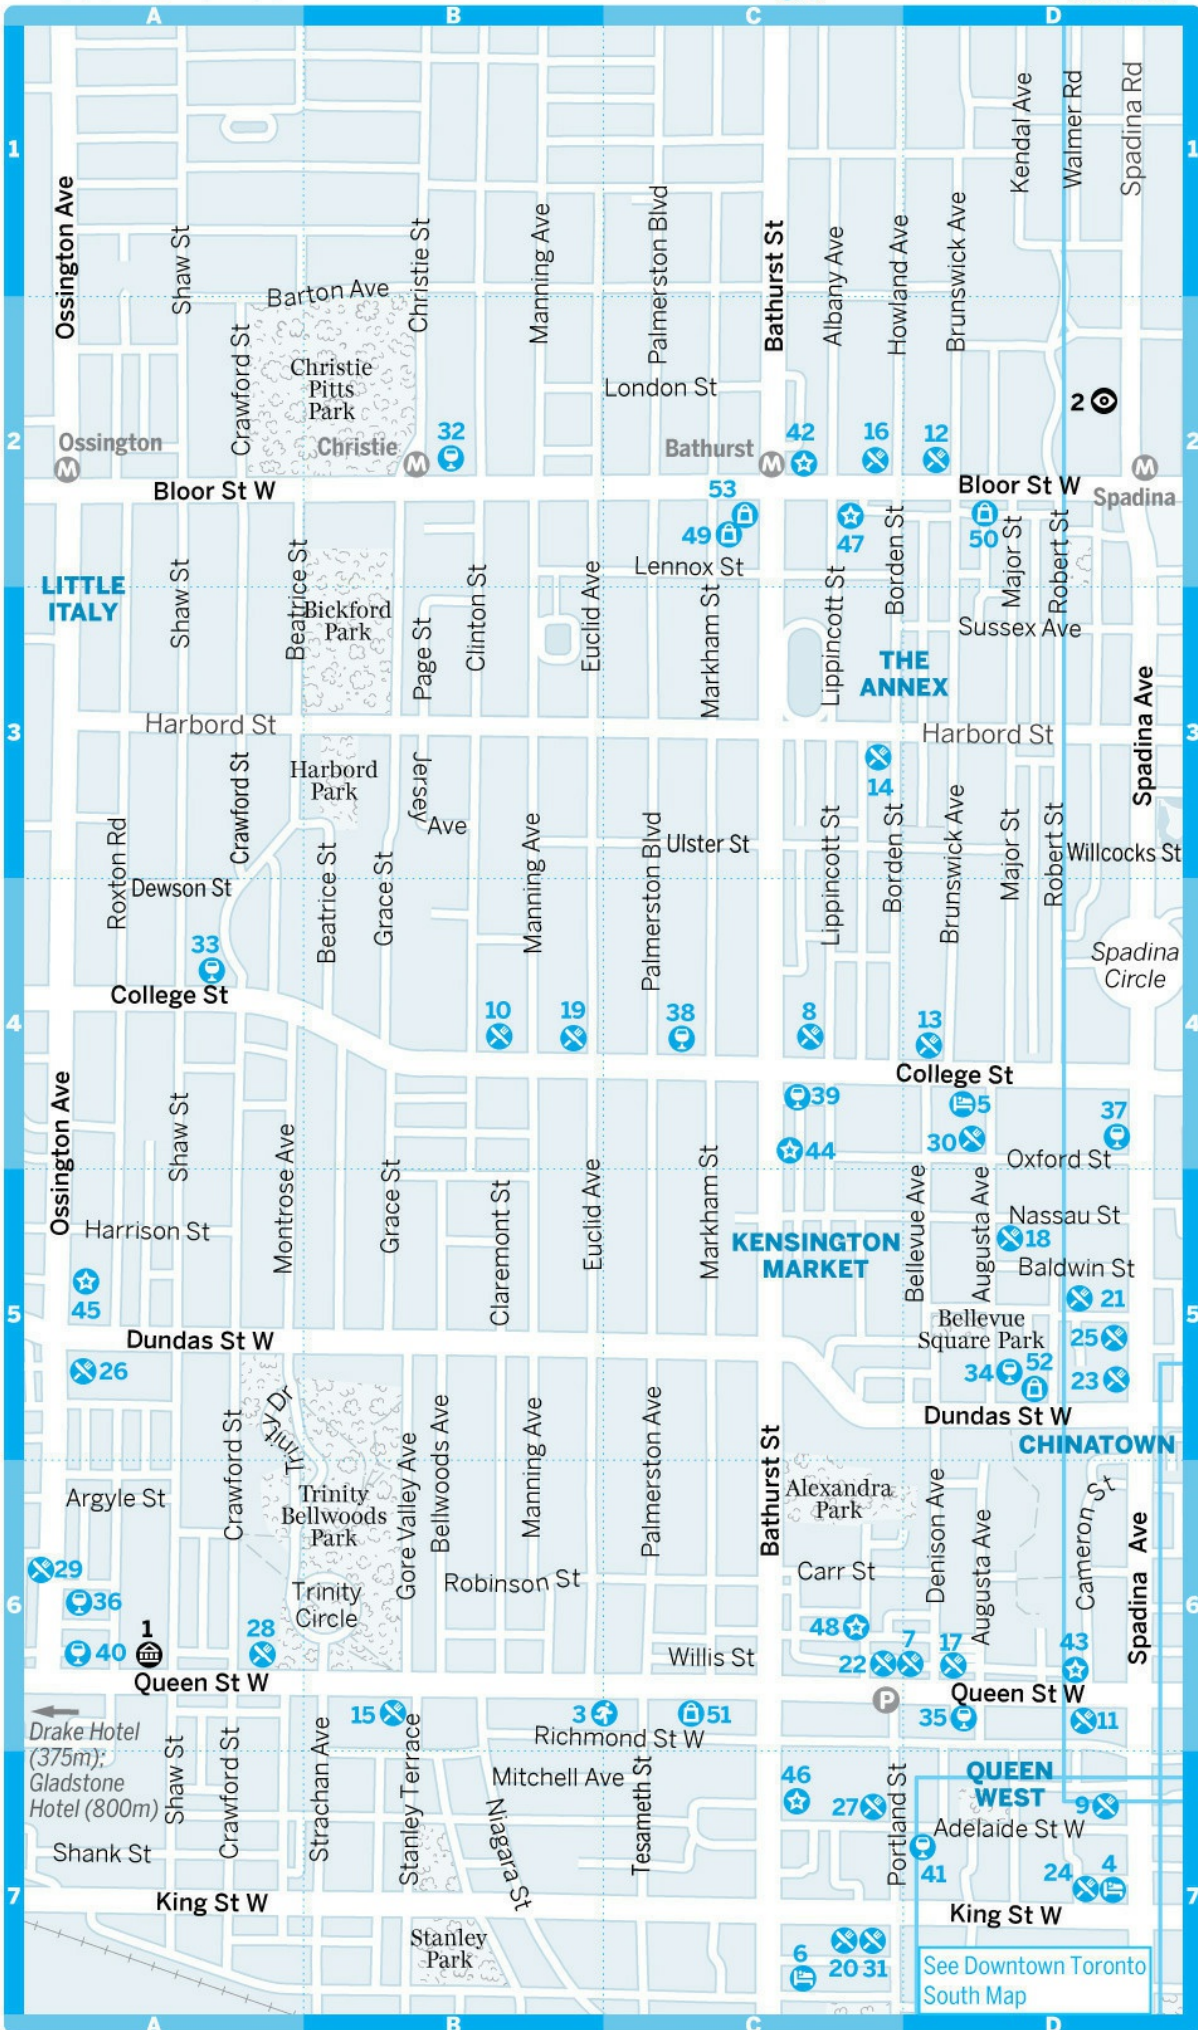 A
B
C
D
1
1
Ossington Ave
Shaw St
Barton Ave
Christie St
Manning Ave
Palmerston Blvd
Bathurst St
Albany Ave
Howland Ave
Brunswick Ave
Kendal Ave
Walmer Rd
Spadina Rd
Crawford St
Christie
Pitts
Park
London St
2
2
2
Ossington
M
Christie
M
32
Bathurst
M
42
16
12
M
Spadina
Bloor St W
Bloor St W
53
49
47
50
Lennox St
LITTLE
ITALY
Shaw St
Beatrice St
Bickford
Park
Page St
Clinton St
Euclid Ave
Markham St
Lippincott St
Borden St
Major St
Robert St
Sussex Ave
THE
ANNEX
Spadina Ave
3
3
Harbord St
Harbord St
Harbord
Park
14
Roxton Rd
Crawford St
Jersey
Ave
Beatrice St
Grace St
Manning Ave
Palmerston Blvd
Ulster St
Lippincott St
Borden St
Brunswick Ave
Major St
Robert St
Willcocks St
Dewson St
33
Spadina
Circle
College St
4
4
10
19
38
8
13
College St
39
5
37
44
30
Oxford St
Ossington Ave
Shaw St
Montrose Ave
Grace St
Claremont St
Euclid Ave
Markham St
Bellevue Ave
Augusta Ave
Nassau St
18
Harrison St
KENSINGTON
MARKET
Baldwin St
45
21
5
5
Dundas St W
Bellevue
Square Park
25
26
34
52
23
Dundas St W
CHINATOWN
Trinity Dr
Crawford St
Gore Valley Ave
Bellwoods Ave
Manning Ave
Palmerston Ave
Bathurst St
Alexandra
Park
Denison Ave
Augusta Ave
Cameron St
Spadina Ave
Argyle St
Trinity
Bellwoods
Park
29
Carr St
Robinson St
Trinity
Circle
36
6
6
40
1
28
48
7
17
43
Willis St
22
Queen St W
Queen St W
P
15
3
51
35
11
Richmond St W
Drake Hotel
(375m);
Gladstone
Hotel (800m)
Shaw St
Crawford St
Strachan Ave
Stanley Terrace
Mitchell Ave
Niagara St
Tesameth St
46
27
Portland St
QUEEN
WEST
9
Adelaide St W
Shank St
41
24
4
7
7
King St W
King St W
Stanley
Park
6
20
31
See Downtown Toronto
South Map
A
B
C
D